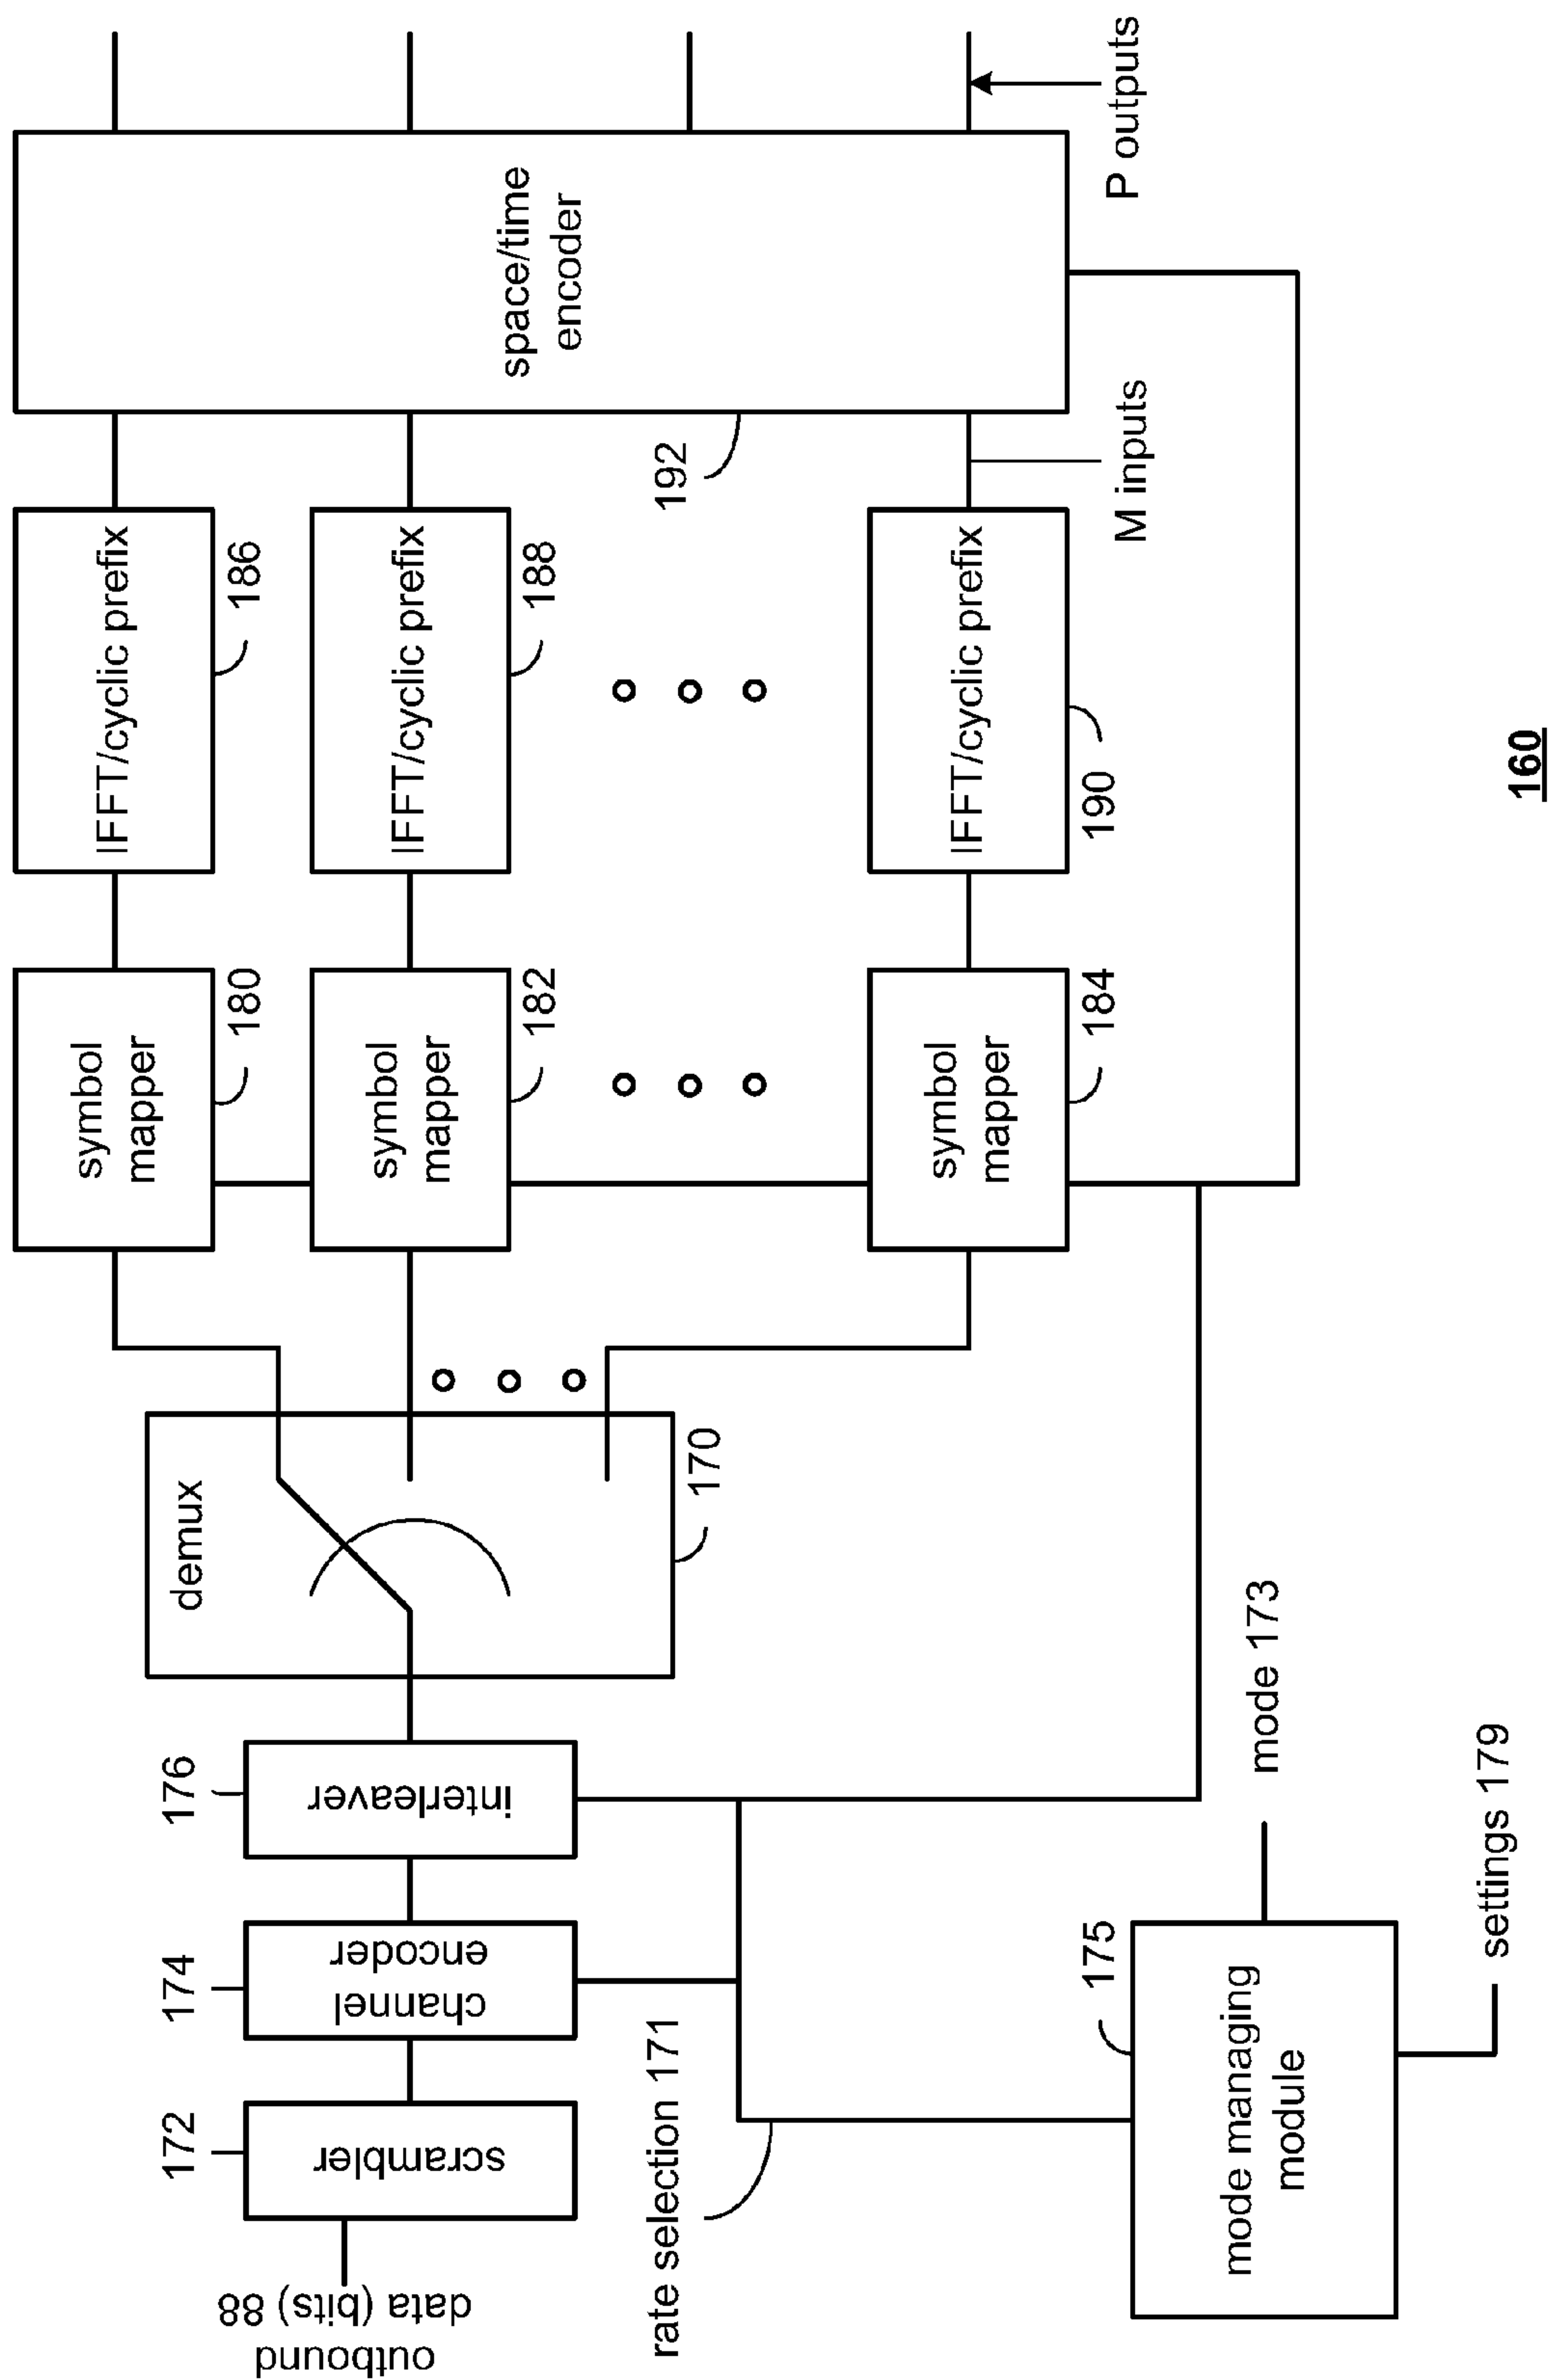 outbound
data (bits) 88
172
scrambler
174
channel
encoder
176
interleaver
demux
170
symbol
mapper
180
IFFT/cyclic prefix
186
symbol
mapper
182
IFFT/cyclic prefix
188
symbol
mapper
184
IFFT/cyclic prefix
190
192
space/time
encoder
M inputs
P outputs
rate selection 171
175
mode managing
module
mode 173
settings 179
160